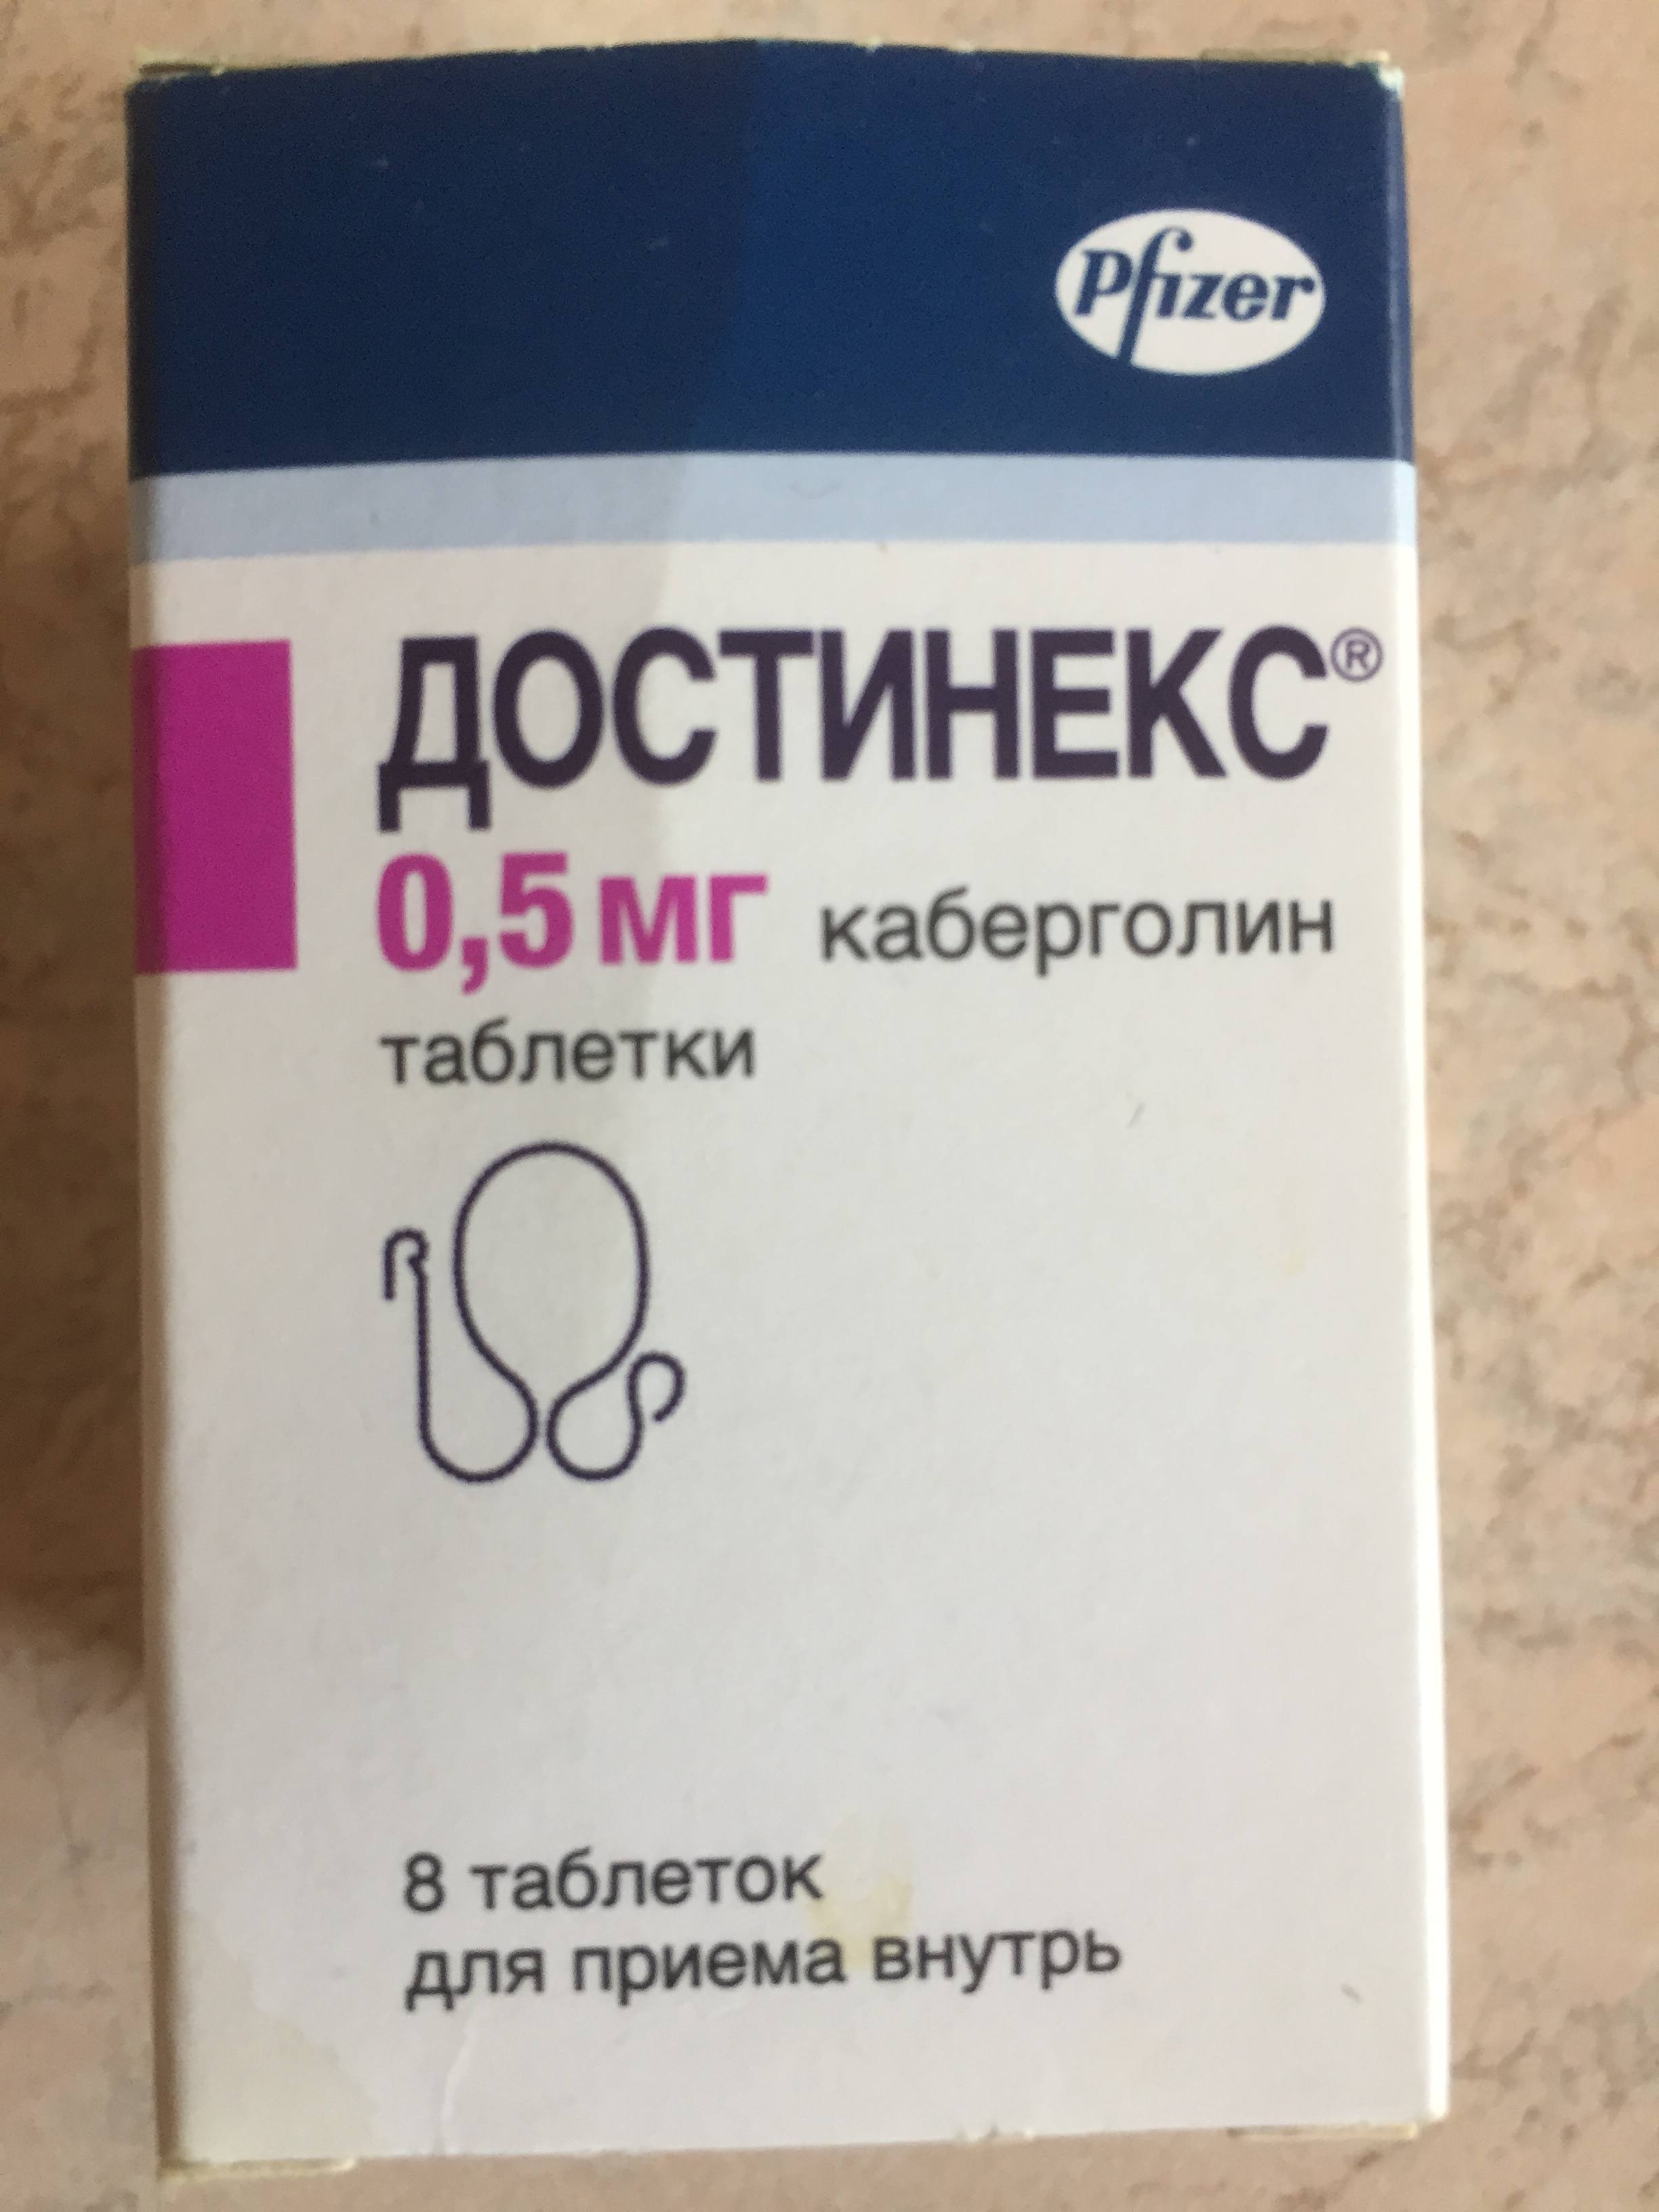 Pfizer
ДОСТИНЕКС®
0,5 мг каберголин
таблетки
8 таблеток
для приема внутрь